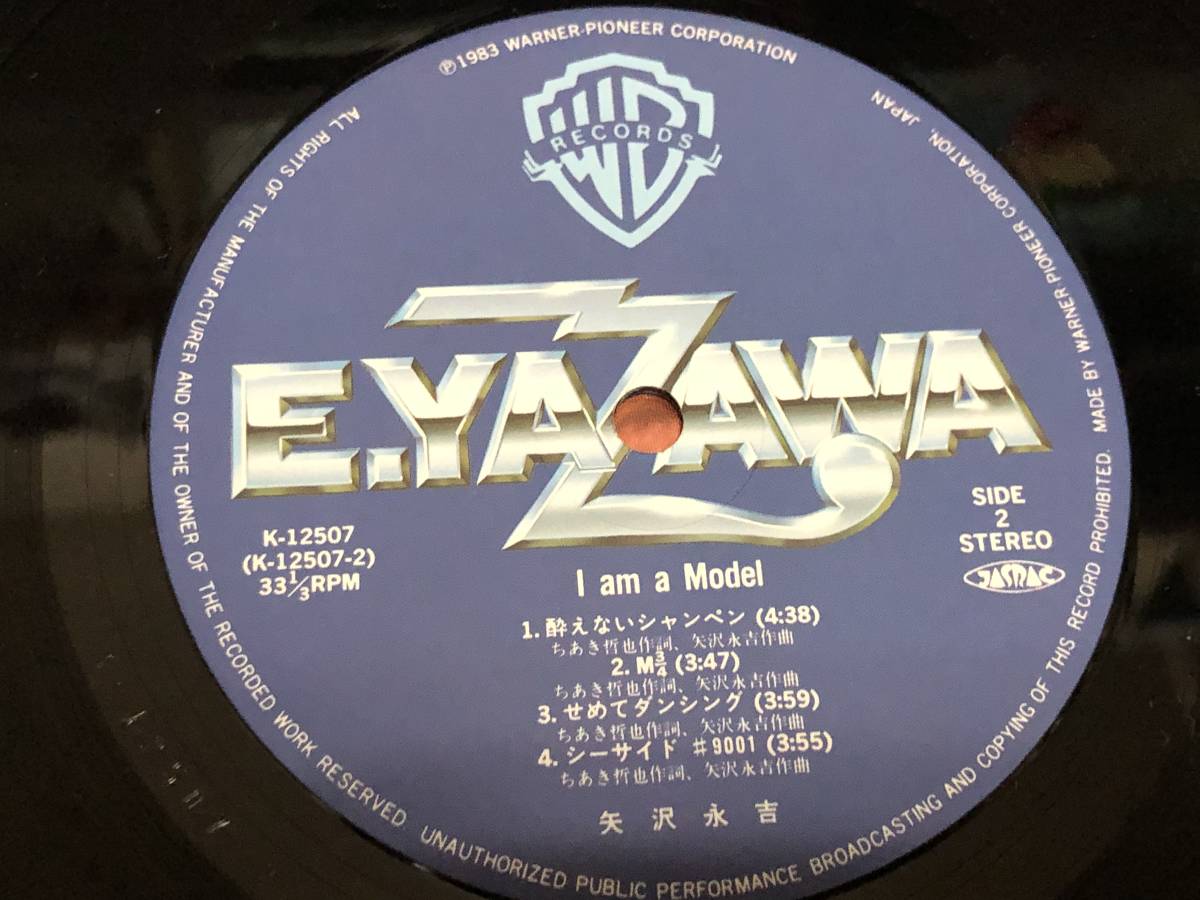 ℗1983 WARNER-PIONEER CORPORATION
RECORDS
E.YAZAWA
K-12507
(K-12507-2)
33⅓RPM
SIDE
2
STEREO
JASRAC
I am a Model
1. 酔えないシャンペン (4:38)
ちあき哲也作詞、矢沢永吉作曲
2. M¾ (3:47)
ちあき哲也作詞、矢沢永吉作曲
3. せめてダンシング (3:59)
ちあき哲也作詞、矢沢永吉作曲
4. シーサイド #9001 (3:55)
ちあき哲也作詞、矢沢永吉作曲
矢沢永吉
ALL RIGHTS OF THE MANUFACTURER AND OF THE OWNER OF THE RECORDED WORK RESERVED. UNAUTHORIZED PUBLIC PERFORMANCE BROADCASTING AND COPYING OF THIS RECORD PROHIBITED. MADE BY WARNER-PIONEER CORPORATION, JAPAN